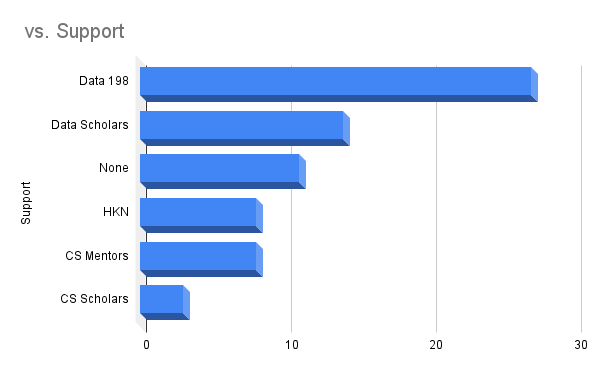 vs. Support
Support
Data 198
Data Scholars
None
HKN
CS Mentors
CS Scholars
0
10
20
30